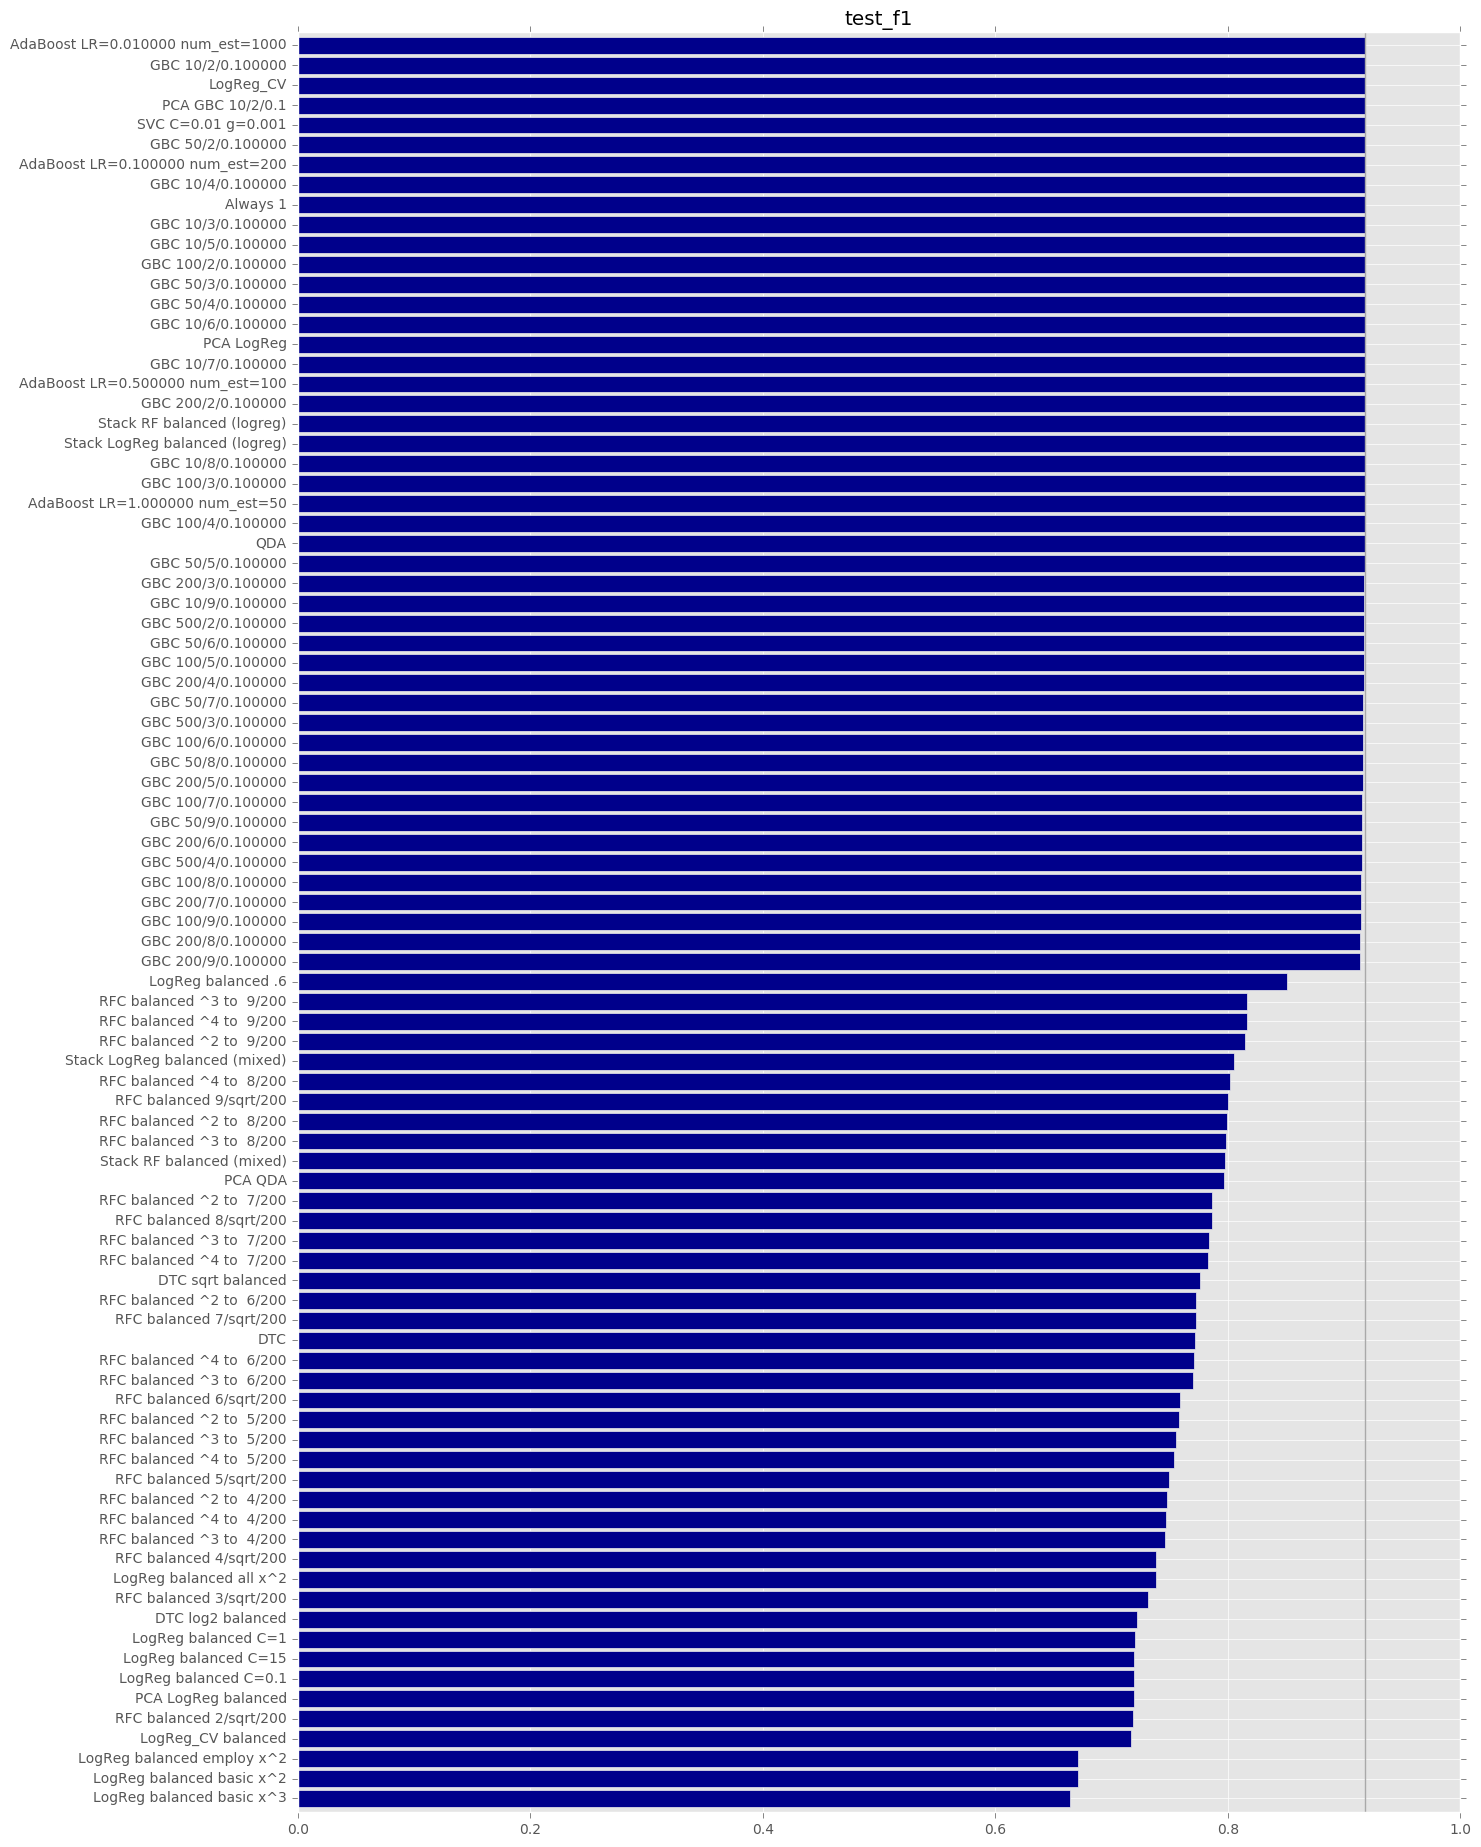 test_f1
AdaBoost LR=0.010000 num_est=1000
GBC 10/2/0.100000
LogReg_CV
PCA GBC 10/2/0.1
SVC C=0.01 g=0.001
GBC 50/2/0.100000
AdaBoost LR=0.100000 num_est=200
GBC 10/4/0.100000
Always 1
GBC 10/3/0.100000
GBC 10/5/0.100000
GBC 100/2/0.100000
GBC 50/3/0.100000
GBC 50/4/0.100000
GBC 10/6/0.100000
PCA LogReg
GBC 10/7/0.100000
AdaBoost LR=0.500000 num_est=100
GBC 200/2/0.100000
Stack RF balanced (logreg)
Stack LogReg balanced (logreg)
GBC 10/8/0.100000
GBC 100/3/0.100000
AdaBoost LR=1.000000 num_est=50
GBC 100/4/0.100000
QDA
GBC 50/5/0.100000
GBC 200/3/0.100000
GBC 10/9/0.100000
GBC 500/2/0.100000
GBC 50/6/0.100000
GBC 100/5/0.100000
GBC 200/4/0.100000
GBC 50/7/0.100000
GBC 500/3/0.100000
GBC 100/6/0.100000
GBC 50/8/0.100000
GBC 200/5/0.100000
GBC 100/7/0.100000
GBC 50/9/0.100000
GBC 200/6/0.100000
GBC 500/4/0.100000
GBC 100/8/0.100000
GBC 200/7/0.100000
GBC 100/9/0.100000
GBC 200/8/0.100000
GBC 200/9/0.100000
LogReg balanced .6
RFC balanced ^3 to  9/200
RFC balanced ^4 to  9/200
RFC balanced ^2 to  9/200
Stack LogReg balanced (mixed)
RFC balanced ^4 to  8/200
RFC balanced 9/sqrt/200
RFC balanced ^2 to  8/200
RFC balanced ^3 to  8/200
Stack RF balanced (mixed)
PCA QDA
RFC balanced ^2 to  7/200
RFC balanced 8/sqrt/200
RFC balanced ^3 to  7/200
RFC balanced ^4 to  7/200
DTC sqrt balanced
RFC balanced ^2 to  6/200
RFC balanced 7/sqrt/200
DTC
RFC balanced ^4 to  6/200
RFC balanced ^3 to  6/200
RFC balanced 6/sqrt/200
RFC balanced ^2 to  5/200
RFC balanced ^3 to  5/200
RFC balanced ^4 to  5/200
RFC balanced 5/sqrt/200
RFC balanced ^2 to  4/200
RFC balanced ^4 to  4/200
RFC balanced ^3 to  4/200
RFC balanced 4/sqrt/200
LogReg balanced all x^2
RFC balanced 3/sqrt/200
DTC log2 balanced
LogReg balanced C=1
LogReg balanced C=15
LogReg balanced C=0.1
PCA LogReg balanced
RFC balanced 2/sqrt/200
LogReg_CV balanced
LogReg balanced employ x^2
LogReg balanced basic x^2
LogReg balanced basic x^3
0.0 0.2 0.4 0.6 0.8 1.0